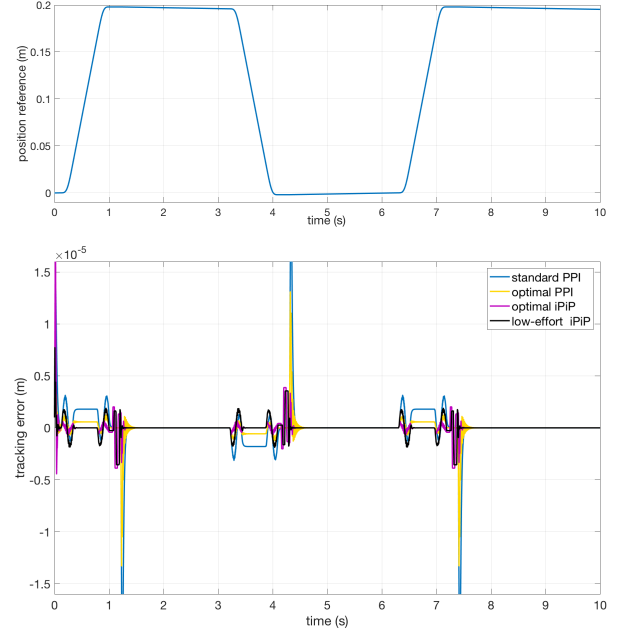 position reference (m)
0.2
0.15
0.1
0.05
0
0 1 2 3 4 5 6 7 8 9 10
time (s)
×10-5
tracking error (m)
1.5
1
0.5
0
-0.5
-1
-1.5
standard PPI
optimal PPI
optimal iPiP
low-effort iPiP
0 1 2 3 4 5 6 7 8 9 10
time (s)